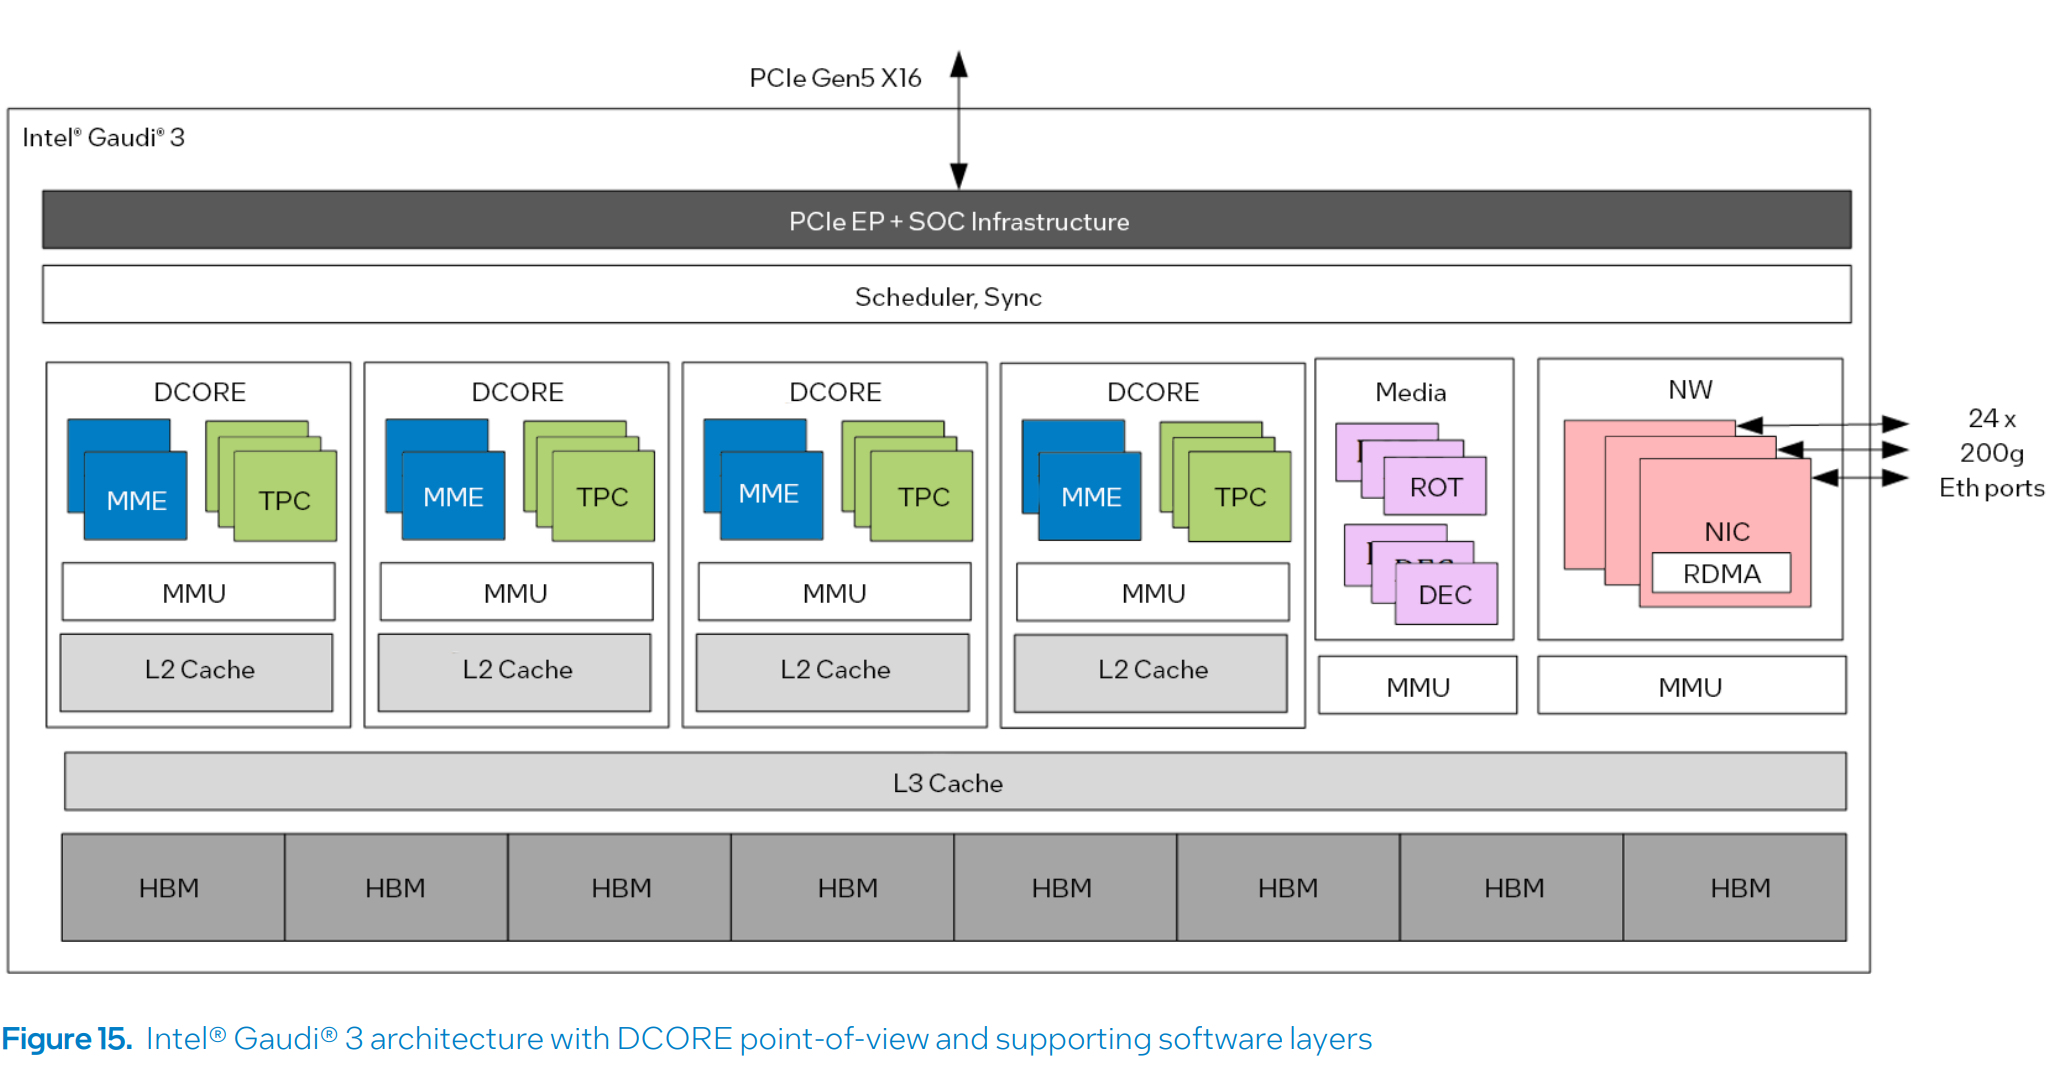 PCIe Gen5 X16
Intel® Gaudi® 3
PCIe EP + SOC Infrastructure
Scheduler, Sync
DCORE
MME
TPC
MMU
L2 Cache
DCORE
MME
TPC
MMU
L2 Cache
DCORE
MME
TPC
MMU
L2 Cache
DCORE
MME
TPC
MMU
L2 Cache
Media
ROT
DEC
MMU
NW
NIC
RDMA
MMU
24 x
200g
Eth ports
L3 Cache
HBM
HBM
HBM
HBM
HBM
HBM
HBM
HBM
Figure 15. Intel® Gaudi® 3 architecture with DCORE point-of-view and supporting software layers